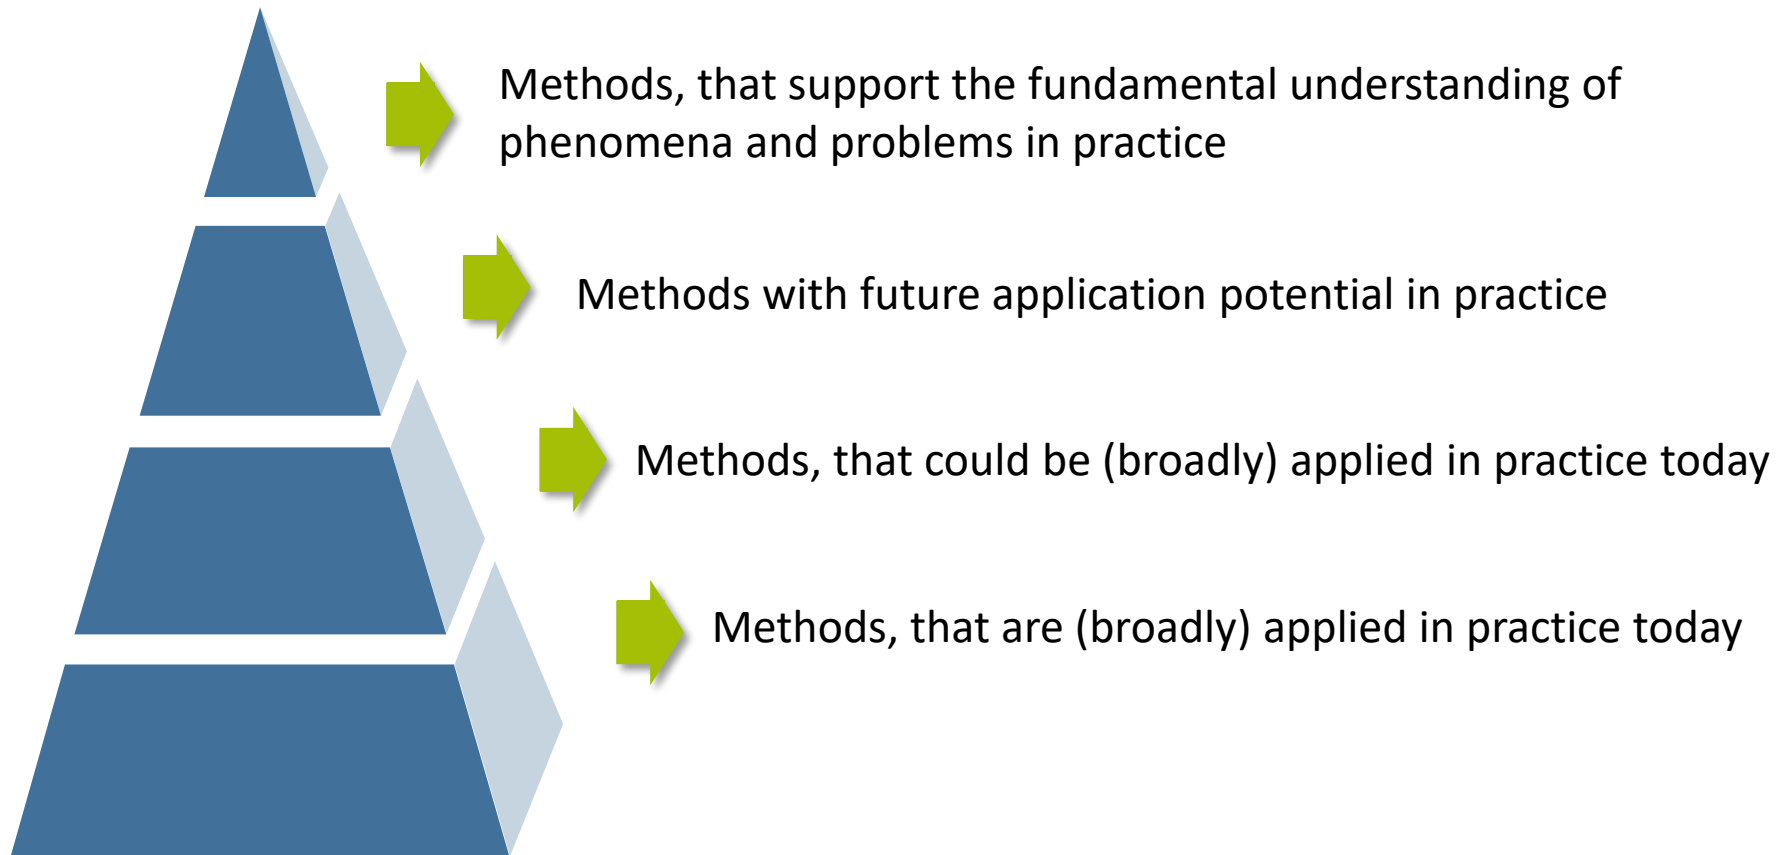 Methods, that support the fundamental understanding of
phenomena and problems in practice
Methods with future application potential in practice
Methods, that could be (broadly) applied in practice today
Methods, that are (broadly) applied in practice today